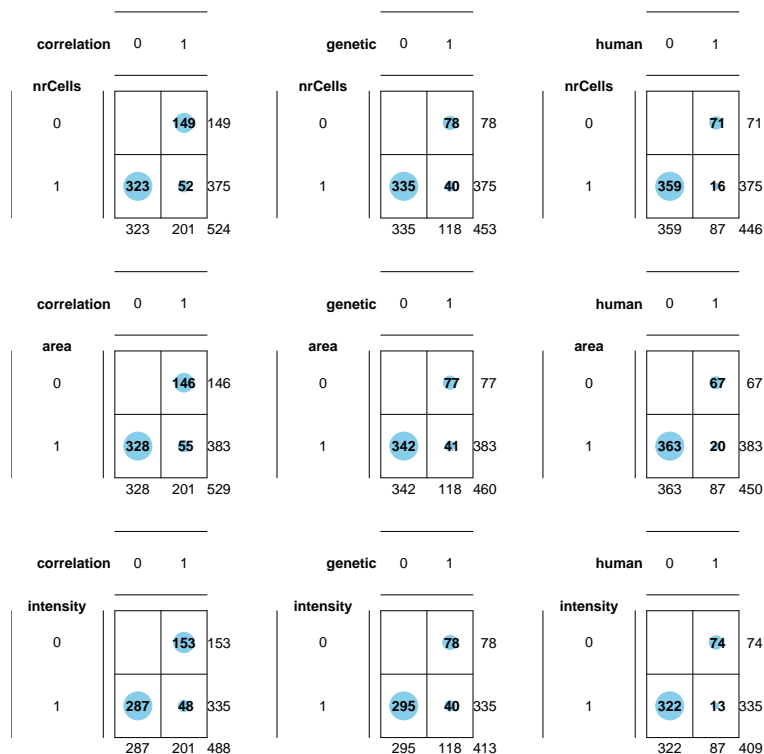 correlation 0 1 genetic 0 1 human 0 1
nrCells nrCells nrCells
0 149 149 0 78 78 0 71 71
1 323 52 375 1 335 40 375 1 359 16 375
323 201 524 335 118 453 359 87 446
correlation 0 1 genetic 0 1 human 0 1
area area area
0 146 146 0 77 77 0 67 67
1 328 55 383 1 342 41 383 1 363 20 383
328 201 529 342 118 460 363 87 450
correlation 0 1 genetic 0 1 human 0 1
intensity intensity intensity
0 153 153 0 78 78 0 74 74
1 287 48 335 1 295 40 335 1 322 13 335
287 201 488 295 118 413 322 87 409